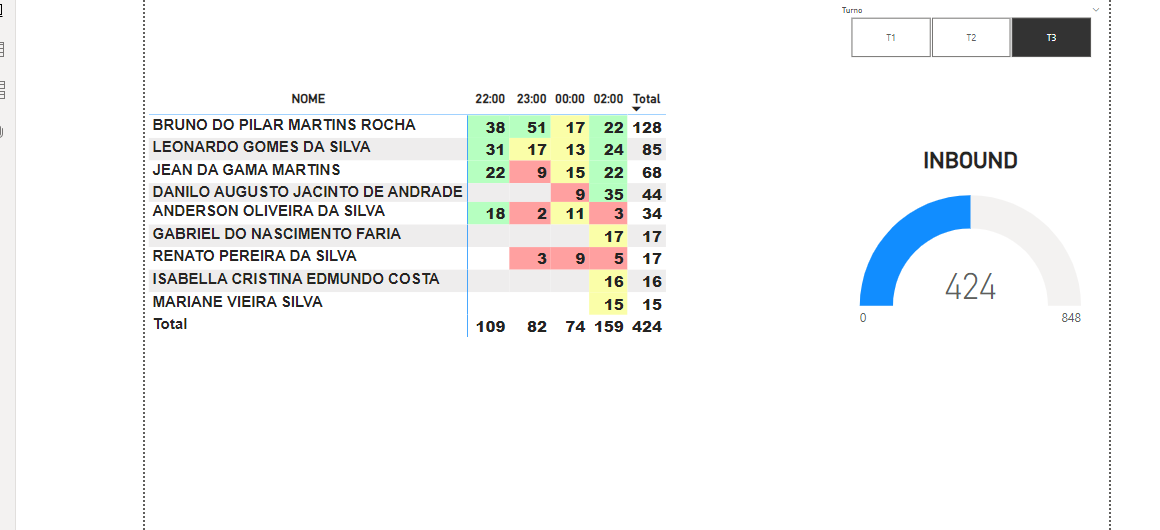 Turno
T1 T2 T3
NOME 22:00 23:00 00:00 02:00 Total
BRUNO DO PILAR MARTINS ROCHA 38 51 17 22 128
LEONARDO GOMES DA SILVA 31 17 13 24 85
JEAN DA GAMA MARTINS 22 9 15 22 68
DANILO AUGUSTO JACINTO DE ANDRADE 9 35 44
ANDERSON OLIVEIRA DA SILVA 18 2 11 3 34
GABRIEL DO NASCIMENTO FARIA 17 17
RENATO PEREIRA DA SILVA 3 9 5 17
ISABELLA CRISTINA EDMUNDO COSTA 16 16
MARIANE VIEIRA SILVA 15 15
Total 109 82 74 159 424
INBOUND
424
0 848